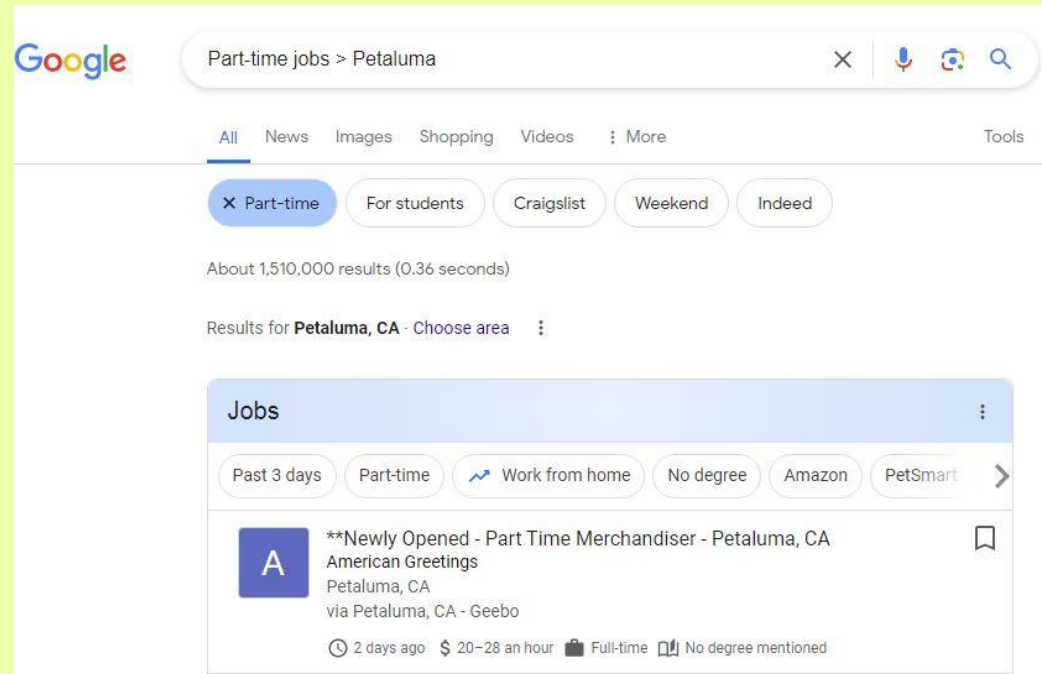 Google
Part-time jobs > Petaluma
All News Images Shopping Videos More Tools
× Part-time For students Craigslist Weekend Indeed
About 1,510,000 results (0.36 seconds)
Results for Petaluma, CA · Choose area
Jobs
Past 3 days Part-time Work from home No degree Amazon PetSmart
A
**Newly Opened - Part Time Merchandiser - Petaluma, CA
American Greetings
Petaluma, CA
via Petaluma, CA - Geebo
2 days ago $ 20–28 an hour Full-time No degree mentioned